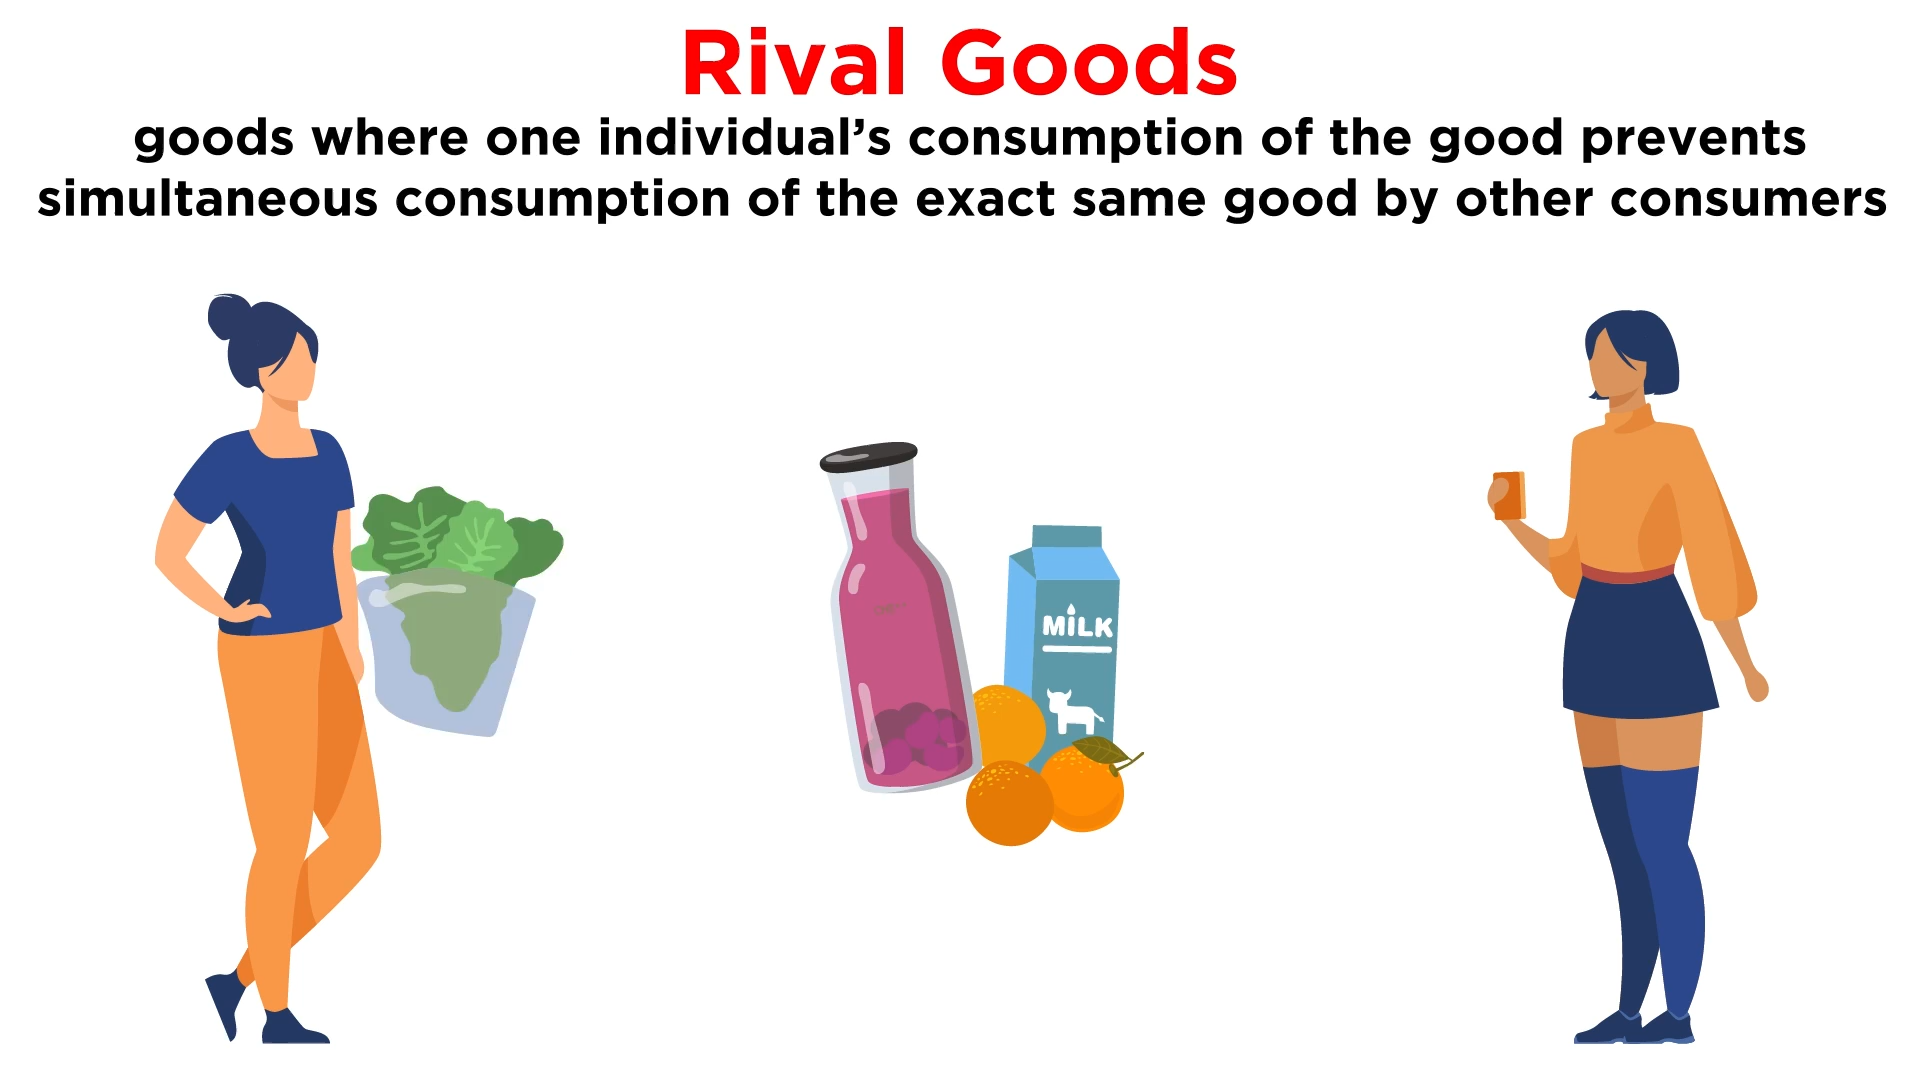 Rival Goods
goods where one individual’s consumption of the good prevents
simultaneous consumption of the exact same good by other consumers
MiLK